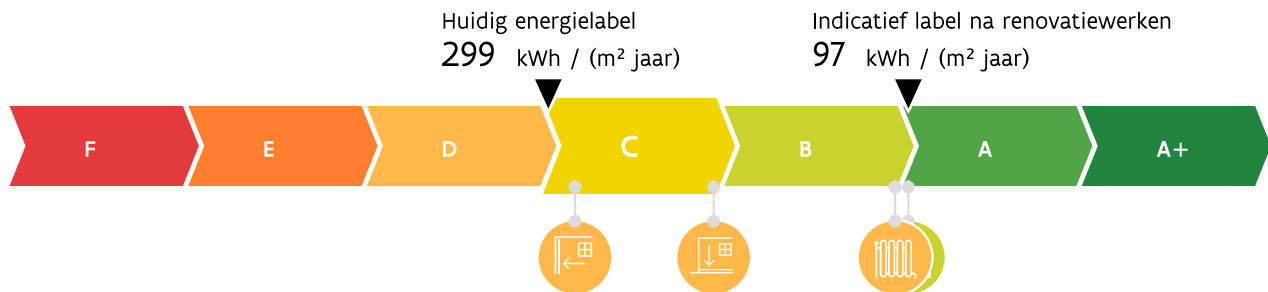 Huidig energielabel
299 kWh / (m² jaar)
Indicatief label na renovatiewerken
97 kWh / (m² jaar)
F
E
D
C
B
A
A+